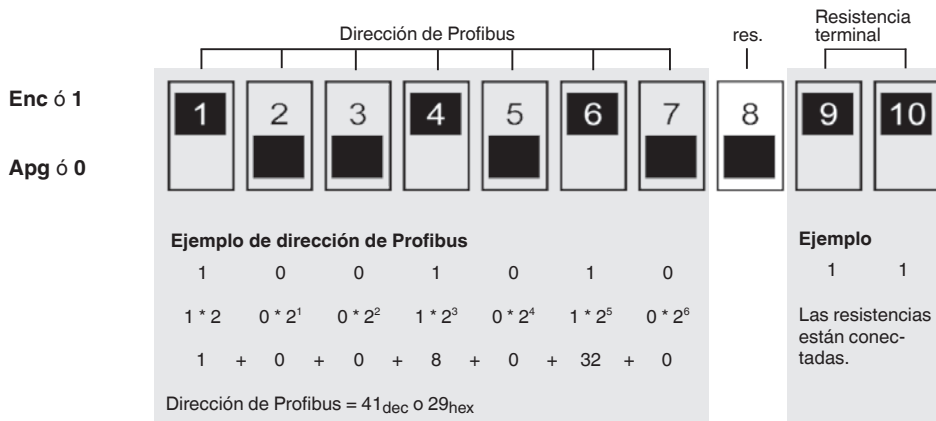 Dirección de Profibus
res.
Resistencia
terminal
Enc ó 1
Apg ó 0
1 2 3 4 5 6 7 8 9 10
Ejemplo de dirección de Profibus
1 0 0 1 0 1 0
1 * 2 0 * 2¹ 0 * 2² 1 * 2³ 0 * 2⁴ 1 * 2⁵ 0 * 2⁶
1 + 0 + 0 + 8 + 0 + 32 + 0
Dirección de Profibus = 41dec o 29hex
Ejemplo
1 1
Las resistencias
están conec-
tadas.